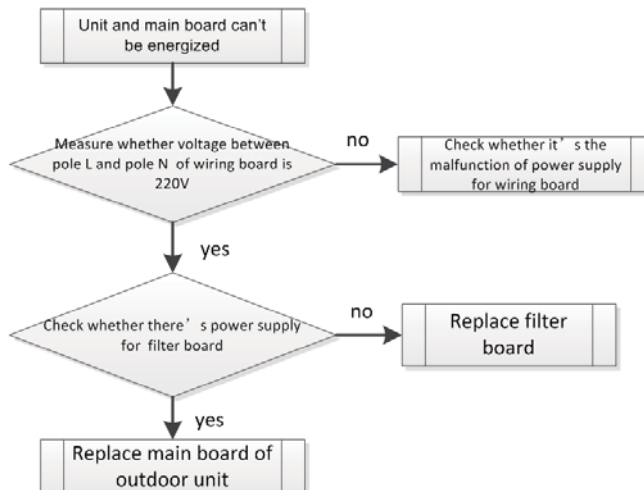 Unit and main board can't
be energized
Measure whether voltage between
pole L and pole N of wiring board is
220V
no
Check whether it's the
malfunction of power supply
for wiring board
yes
Check whether there's power supply
for filter board
no
Replace filter
board
yes
Replace main board of
outdoor unit